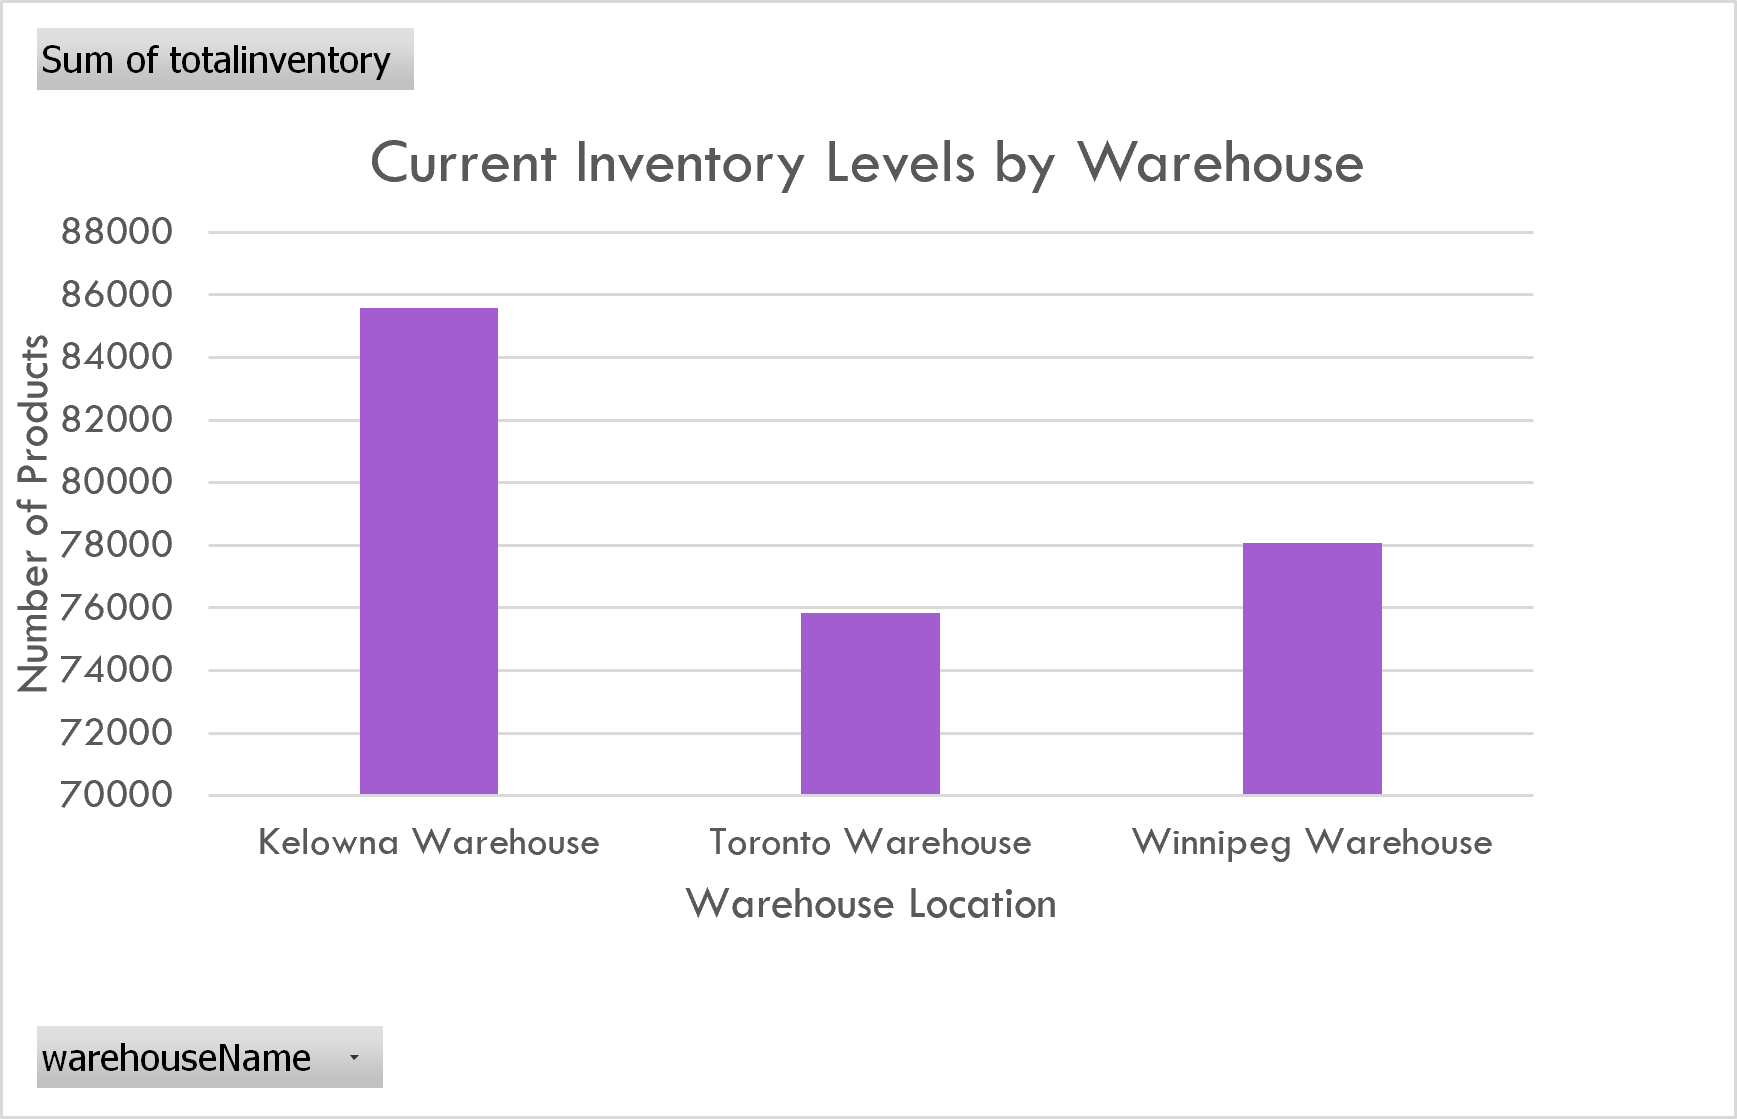 Sum of totalinventory
Current Inventory Levels by Warehouse
88000
86000
84000
82000
80000
78000
76000
74000
72000
70000
Number of Products
Kelowna Warehouse
Toronto Warehouse
Winnipeg Warehouse
Warehouse Location
warehouseName